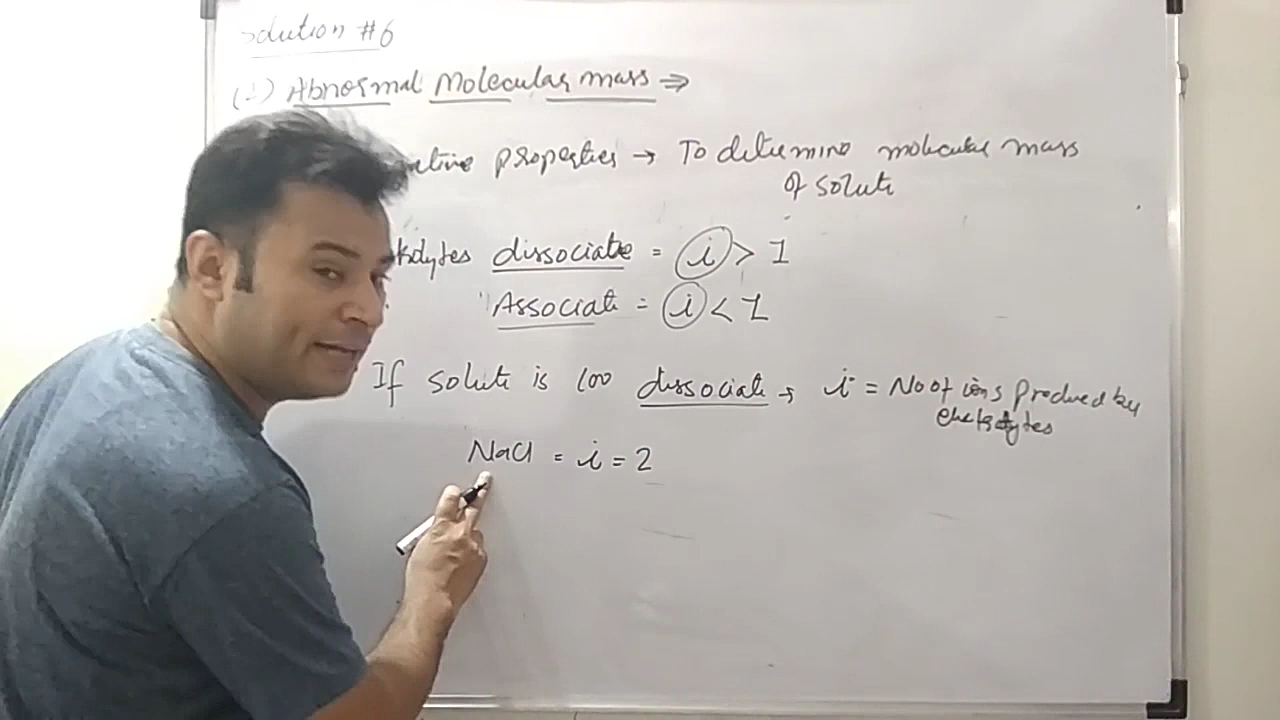 solution #6
Abnormal Molecular mass ⇒
properties → To determine molecular mass
of solute
dissociate = i > 1
Associate = i < 1
If solute is 100 dissociate → i = No of ions produced by
NaCl = i = 2